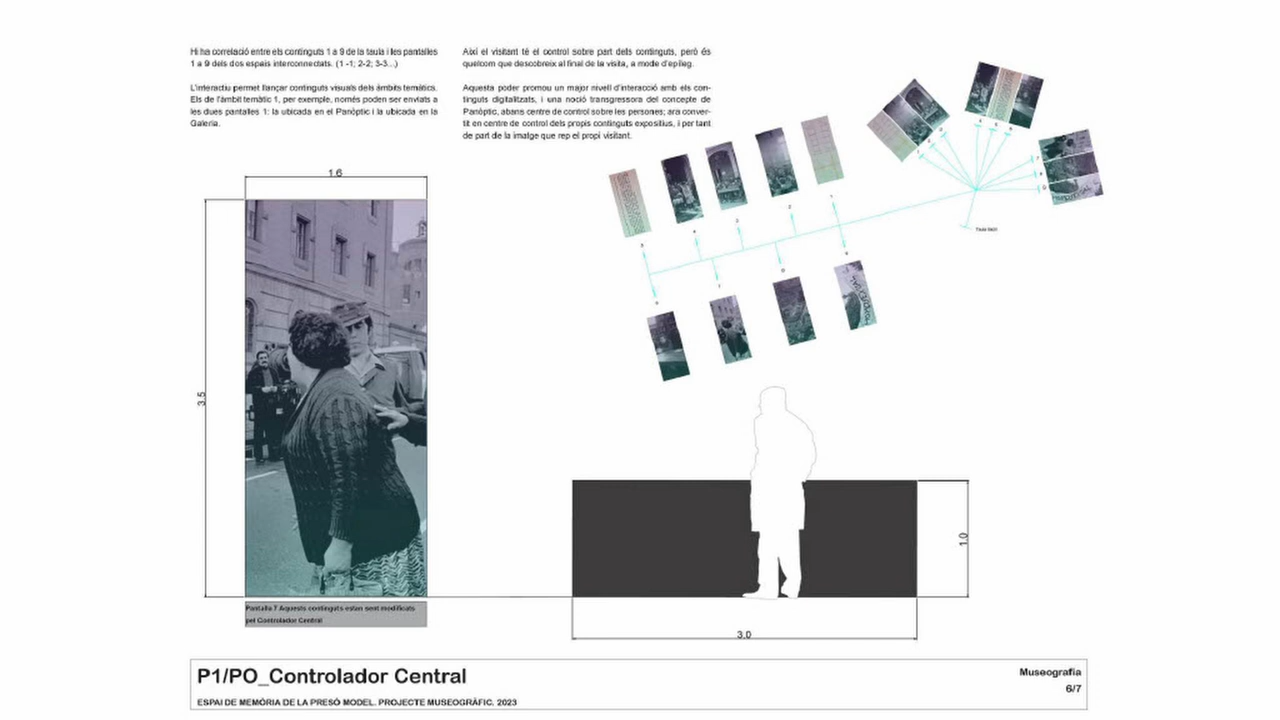 Hi ha correlació entre els continguts 1 a 9 de la taula i les pantalles
1 a 9 dels dos espais interconnectats. (1 -1; 2-2; 3-3...)
L'interactiu permet llançar continguts visuals dels àmbits temàtics.
Els de l'àmbit temàtic 1, per exemple, només poden ser enviats a
les dues pantalles 1: la ubicada en el Panòptic i la ubicada en la
Galeria.
Així el visitant té el control sobre part dels continguts, però és
quelcom que descobreix al final de la visita, a mode d'epíleg.
Aquesta poder promou un major nivell d'interacció amb els con-
tinguts digitalitzats, i una noció transgressora del concepte de
Panòptic, abans centre de control sobre les persones; ara conver-
tit en centre de control dels propis continguts expositius, i per tant
de part de la imatge que rep el propi visitant.
1.6
3.5
Pantalla 7 Aquests continguts estan sent modificats
pel Controlador Central
1.0
3.0
P1/PO_Controlador Central
ESPAI DE MEMÒRIA DE LA PRESÓ MODEL. PROJECTE MUSEOGRÀFIC. 2023
Museografía
6/7